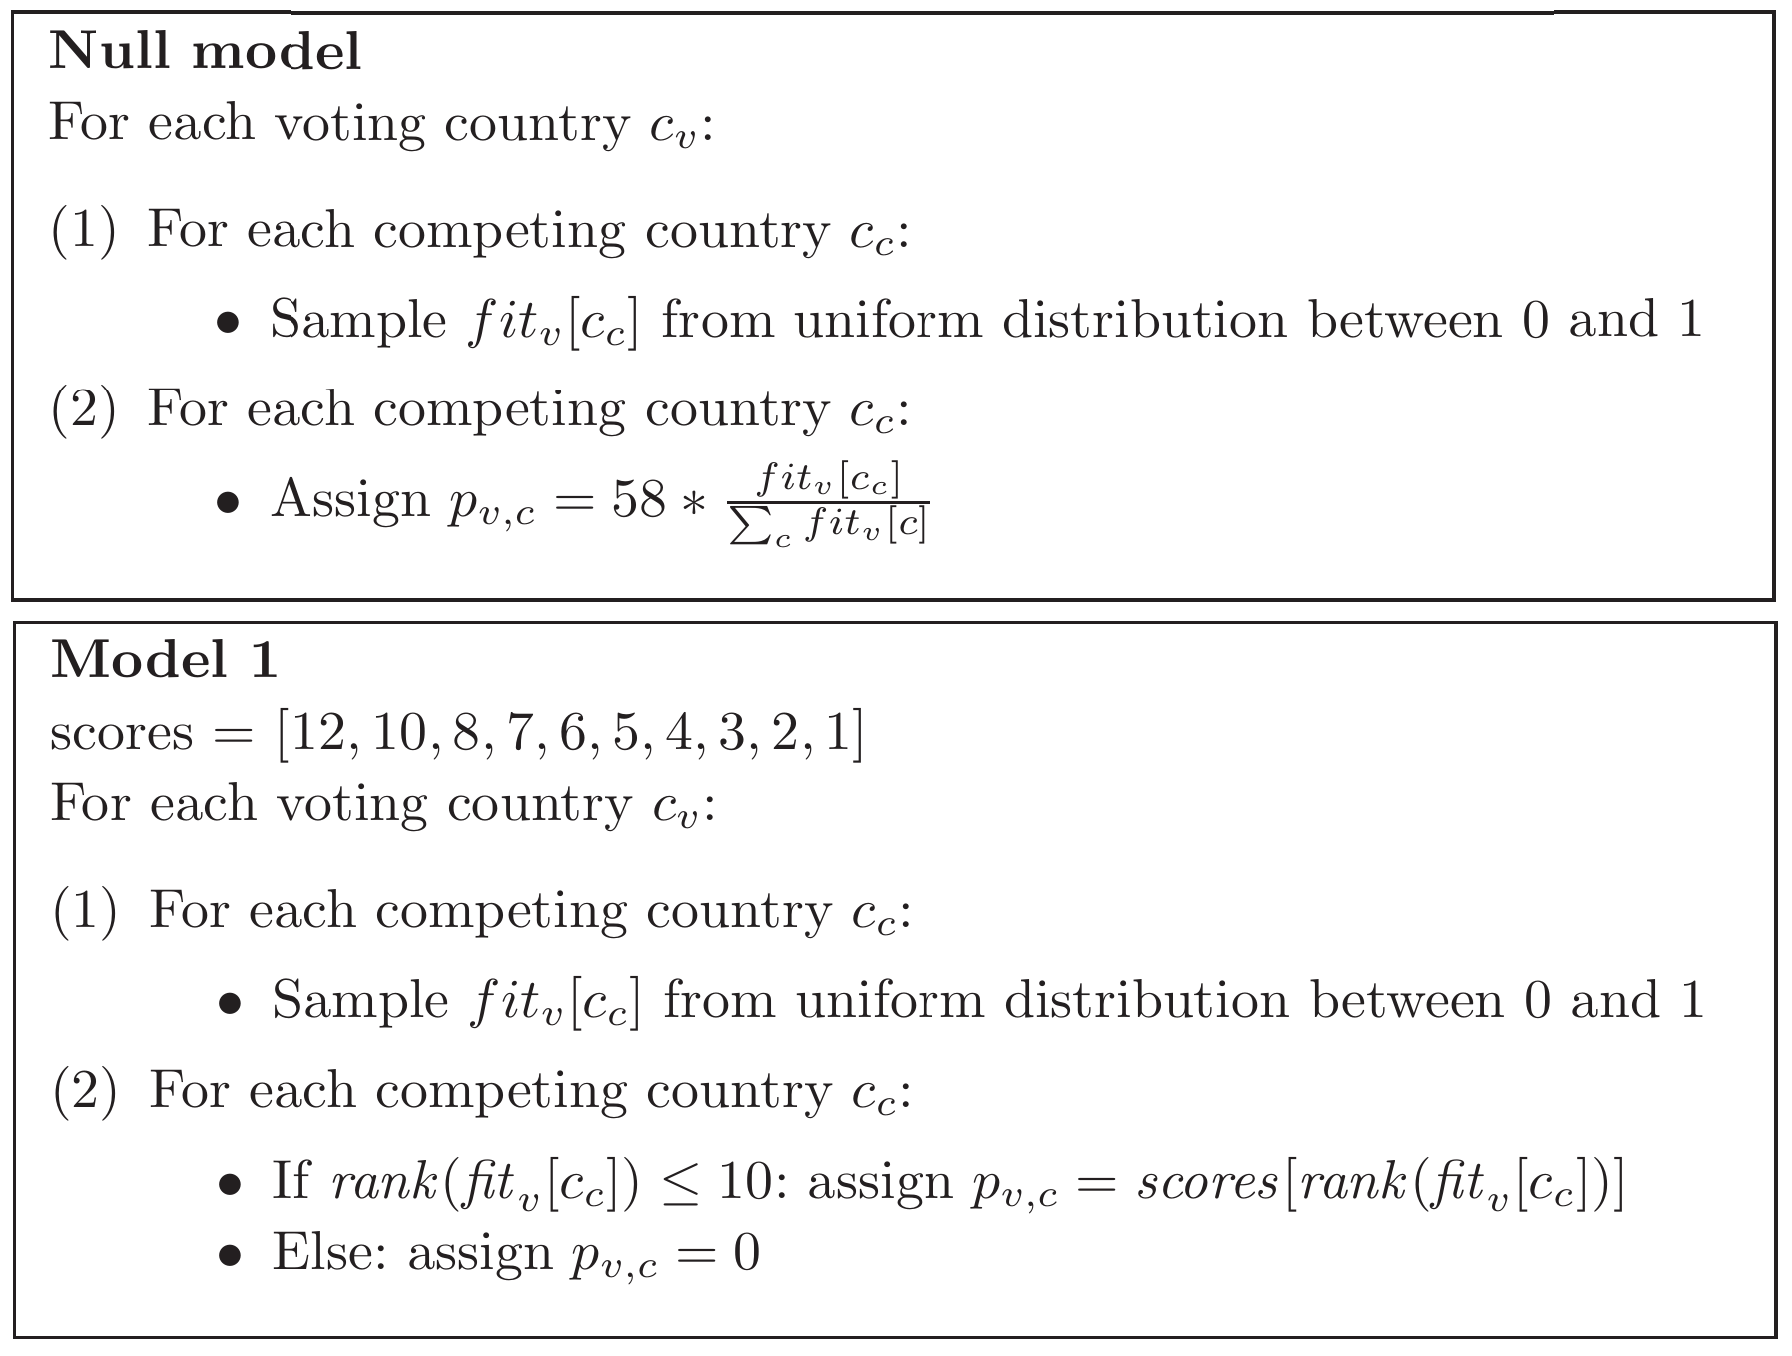 Null model
For each voting country c_v:
(1) For each competing country c_c:
• Sample fit_v[c_c] from uniform distribution between 0 and 1
(2) For each competing country c_c:
• Assign p_{v,c} = 58 * \frac{fit_v[c_c]}{\sum_c fit_v[c]}
Model 1
scores = [12, 10, 8, 7, 6, 5, 4, 3, 2, 1]
For each voting country c_v:
(1) For each competing country c_c:
• Sample fit_v[c_c] from uniform distribution between 0 and 1
(2) For each competing country c_c:
• If rank(fit_v[c_c]) ≤ 10: assign p_{v,c} = scores[rank(fit_v[c_c])]
• Else: assign p_{v,c} = 0